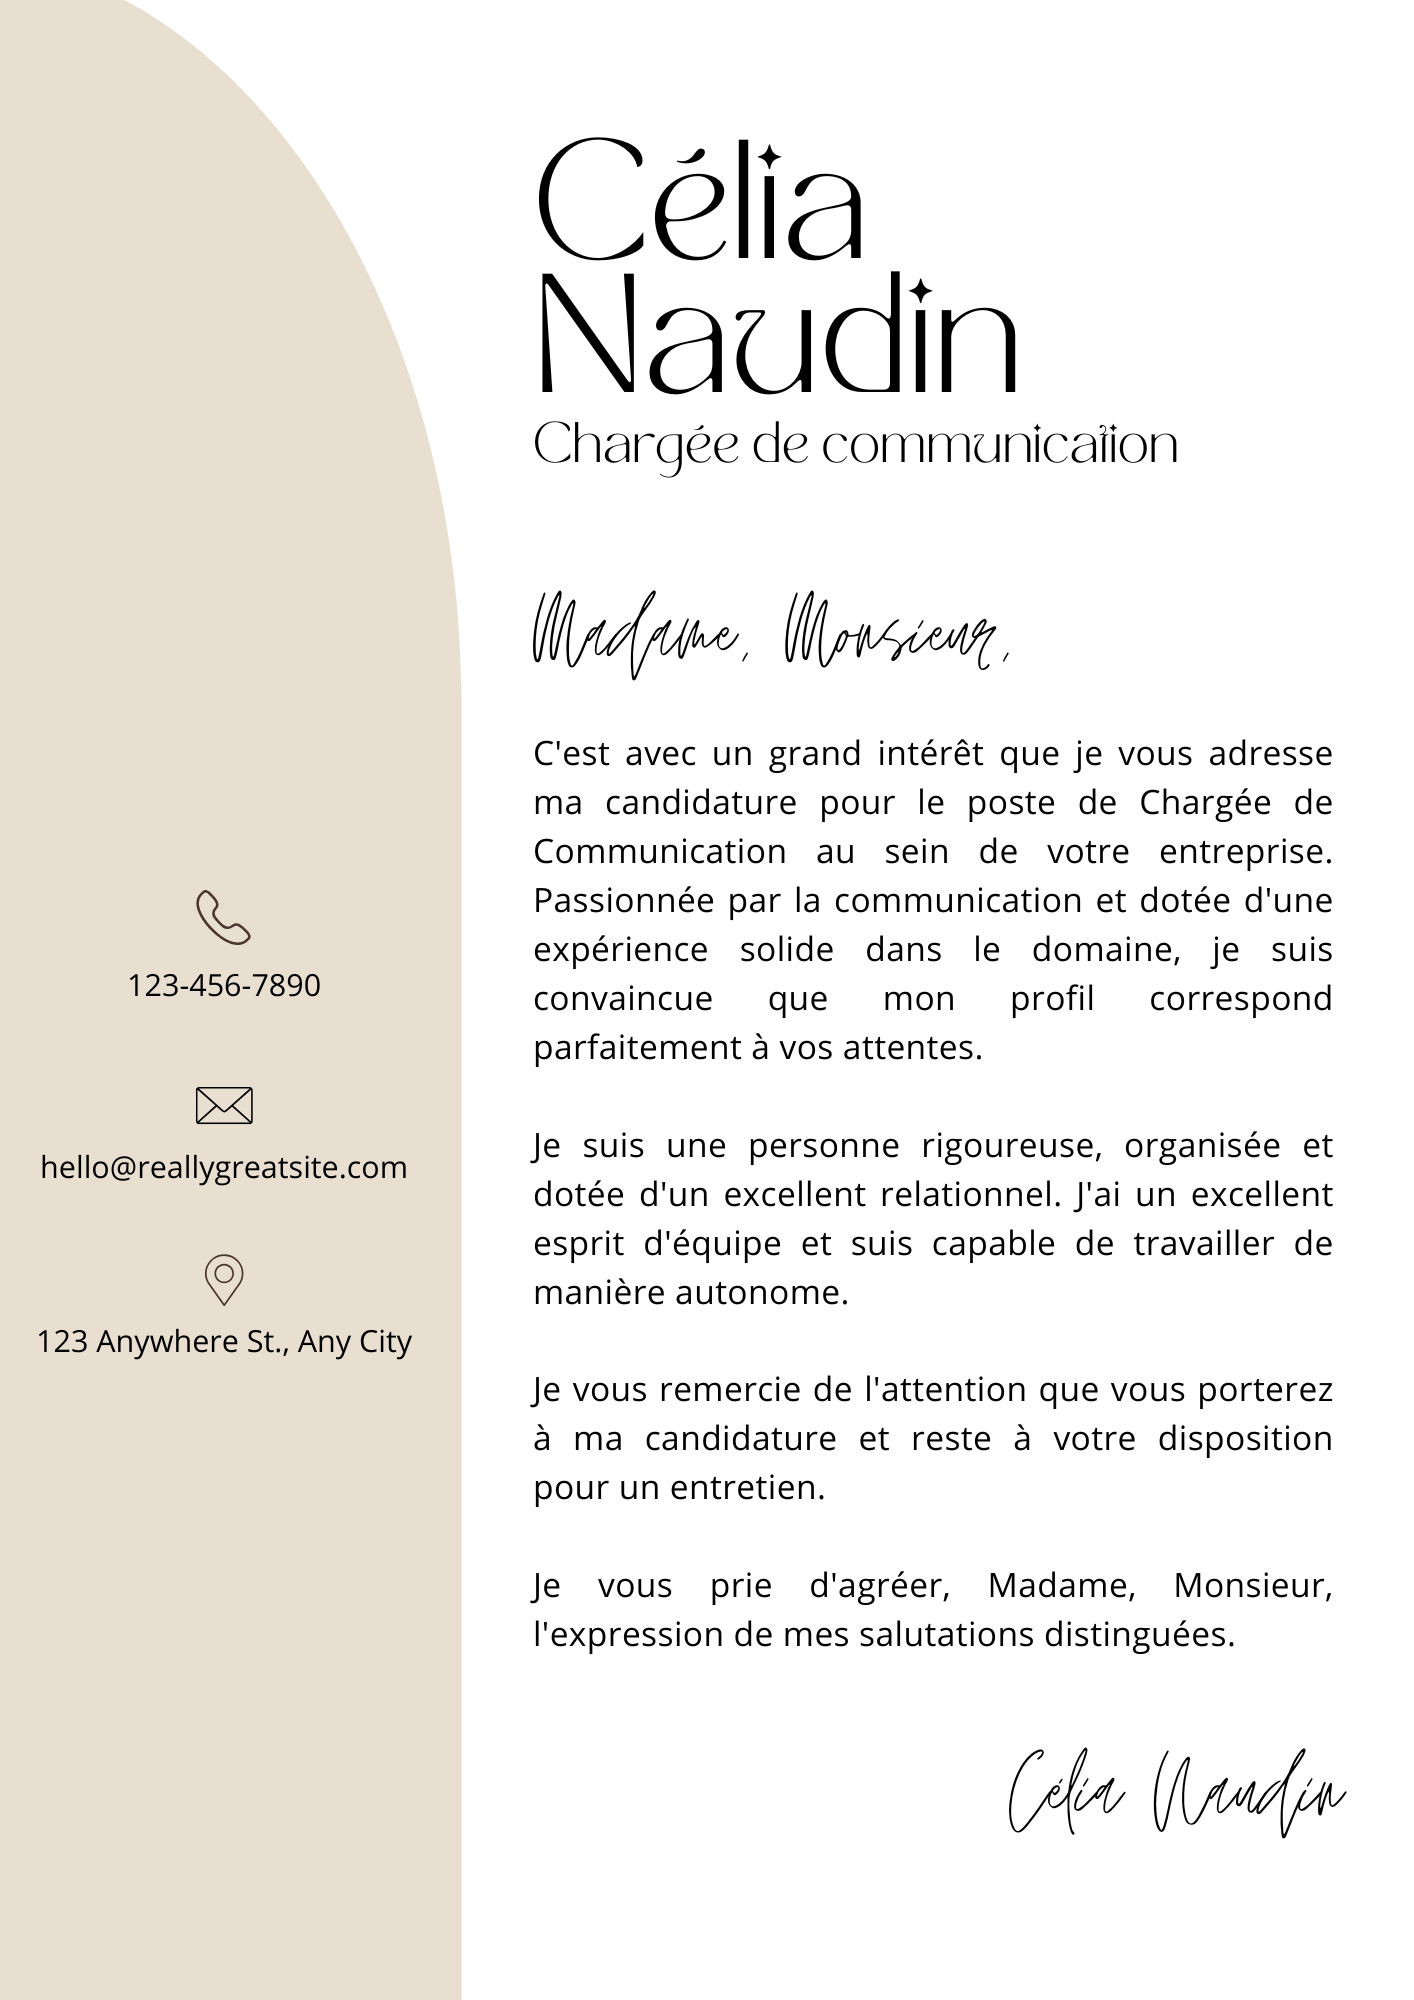 Célia
Naudin
Chargée de communication
Madame, Monsieur,
C'est avec un grand intérêt que je vous adresse
ma candidature pour le poste de Chargée de
Communication au sein de votre entreprise.
Passionnée par la communication et dotée d'une
expérience solide dans le domaine, je suis
convaincue que mon profil correspond
parfaitement à vos attentes.
Je suis une personne rigoureuse, organisée et
dotée d'un excellent relationnel. J'ai un excellent
esprit d'équipe et suis capable de travailler de
manière autonome.
Je vous remercie de l'attention que vous porterez
à ma candidature et reste à votre disposition
pour un entretien.
Je vous prie d'agréer, Madame, Monsieur,
l'expression de mes salutations distinguées.
Célia Naudin
123-456-7890
hello@reallygreatsite.com
123 Anywhere St., Any City